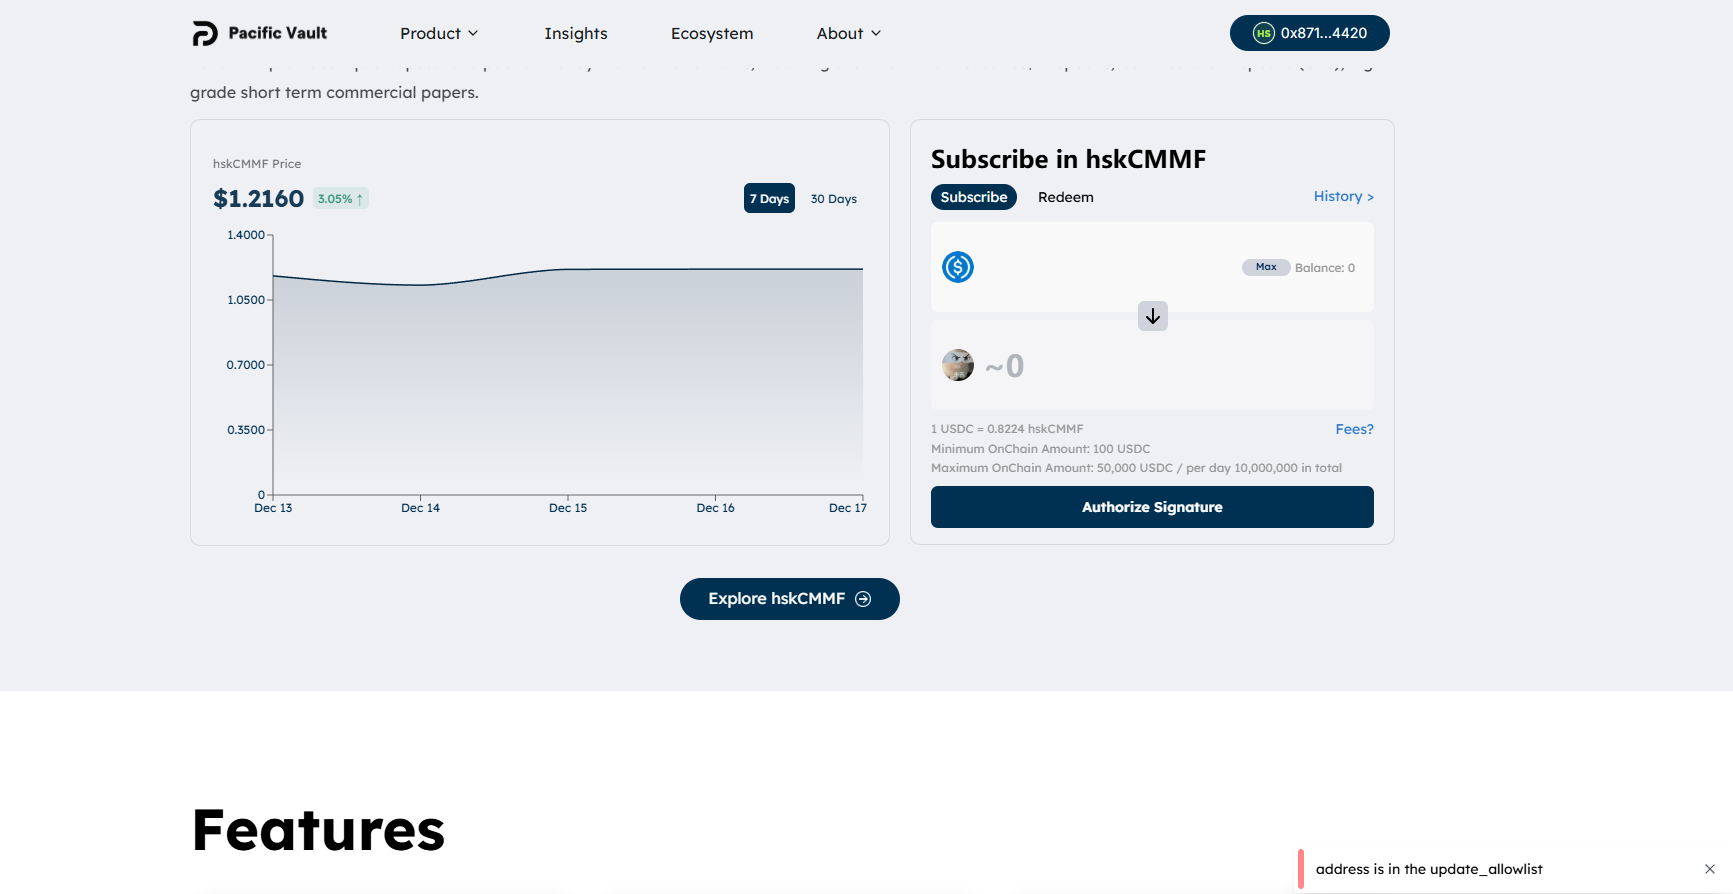 Pacific Vault
Product
Insights
Ecosystem
About
HS 0x871...4420
grade short term commercial papers.
hskCMMF Price
$1.2160 3.05% ↑
7 Days 30 Days
1.4000
1.0500
0.7000
0.3500
0
Dec 13 Dec 14 Dec 15 Dec 16 Dec 17
Subscribe in hskCMMF
Subscribe Redeem History >
Max Balance: 0
~0
1 USDC = 0.8224 hskCMMF Fees?
Minimum OnChain Amount: 100 USDC
Maximum OnChain Amount: 50,000 USDC / per day 10,000,000 in total
Authorize Signature
Explore hskCMMF
Features
address is in the update_allowlist